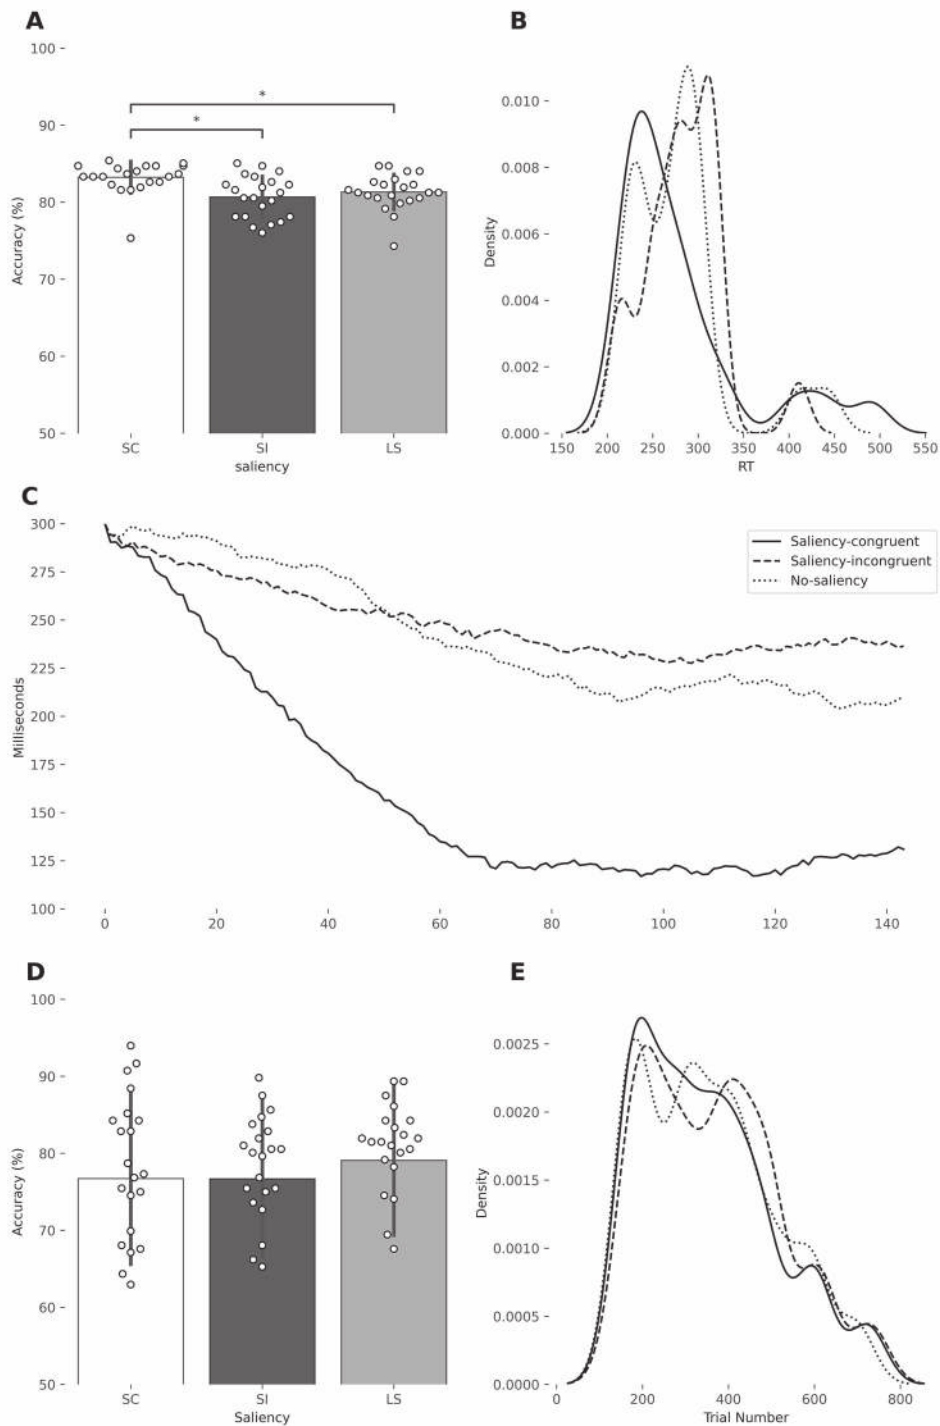 A
100
90
80
70
60
50
Accuracy (%)
*
*
SC
SI
LS
saliency
B
0.010
0.008
0.006
0.004
0.002
0.000
Density
150
200
250
300
350
400
450
500
550
RT
C
300
275
250
225
200
175
150
125
100
Milliseconds
Saliency-congruent
Saliency-incongruent
No-saliency
0
20
40
60
80
100
120
140
D
100
90
80
70
60
50
Accuracy (%)
SC
SI
LS
Saliency
E
0.0025
0.0020
0.0015
0.0010
0.0005
0.0000
Density
0
200
400
600
800
Trial Number